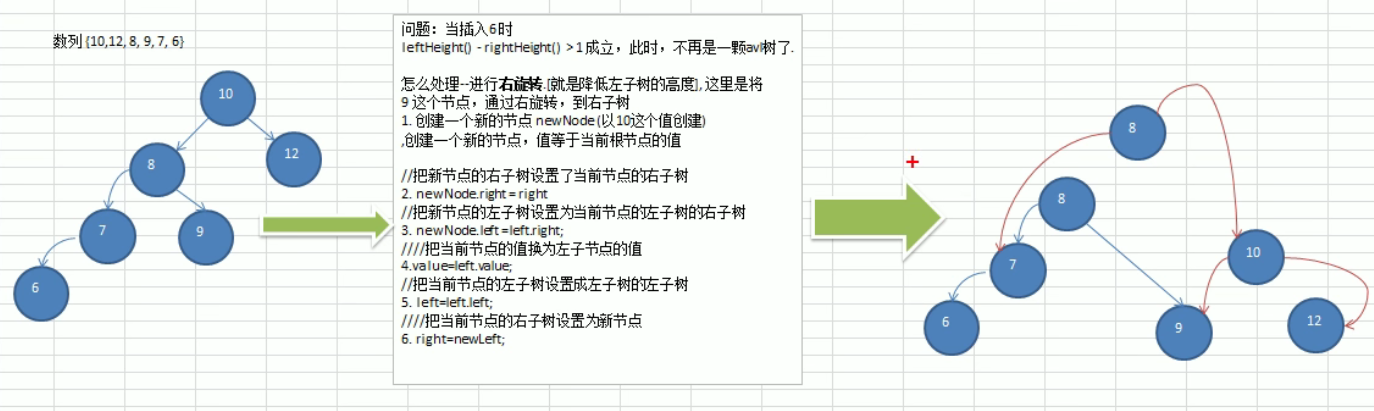 数列 {10,12, 8, 9, 7, 6}
10
12
8
7
9
6
问题：当插入6时
leftHeight() - rightHeight() > 1 成立，此时，不再是一颗avl树了.
怎么处理--进行右旋转.[就是降低左子树的高度], 这里是将
9 这个节点，通过右旋转，到右子树
1. 创建一个新的节点 newNode (以10这个值创建)
,创建一个新的节点，值等于当前根节点的值
//把新节点的右子树设置了当前节点的右子树
2. newNode.right = right
//把新节点的左子树设置为当前节点的左子树的右子树
3. newNode.left =left.right;
////把当前节点的值换为左子节点的值
4.value=left.value;
//把当前节点的左子树设置成左子树的左子树
5. left=left.left;
////把当前节点的右子树设置为新节点
6. right=newLeft;
8
8
7
10
6
9
12